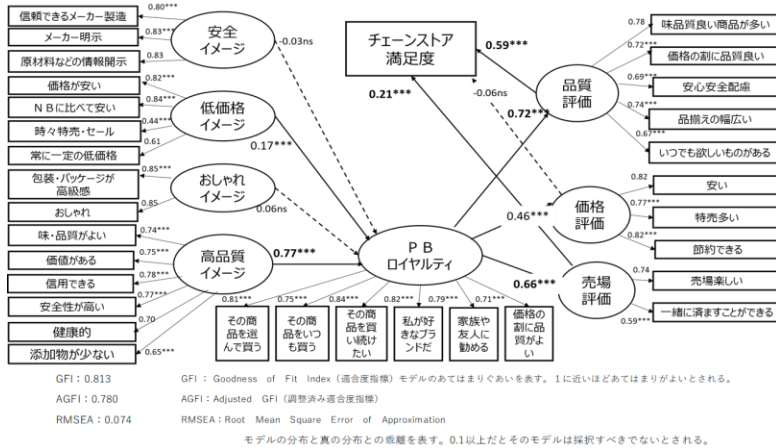 信頼できるメーカー製造
0.80***
メーカー明示
0.83***
原材料などの情報開示
0.83
安全
イメージ
-0.03ns
価格が安い
0.82***
NBに比べて安い
0.84***
時々特売・セール
0.44***
常に一定の低価格
0.61
低価格
イメージ
0.17***
包装・パッケージが
高級感
0.85***
おしゃれ
0.85
おしゃれ
イメージ
0.06ns
味・品質がよい
0.74***
価値がある
0.75***
信用できる
0.78***
安全性が高い
0.77***
健康的
0.70
添加物が少ない
0.65***
高品質
イメージ
0.77***
チェーンストア
満足度
0.59***
0.21***
-0.06ns
0.72***
0.46***
0.66***
PB
ロイヤルティ
0.81***
0.75***
0.84***
0.82***
0.79***
0.71***
その商
品を選
んで買う
その商
品をいつ
も買う
その商
品を買
い続け
たい
私が好
きなブラ
ンドだ
家族や
友人に
勧める
価格の
割に品
質がよ
い
品質
評価
0.78
味品質良い商品が多い
0.72***
価格の割に品質良い
0.69***
安心安全配慮
0.74***
品揃えの幅広い
0.67***
いつでも欲しいものがある
価格
評価
0.82
安い
0.77***
特売多い
0.82***
節約できる
売場
評価
0.74
売場楽しい
0.59***
一緒に済ますことができる
GFI：0.813
GFI： Goodness of Fit Index（適合度指標）モデルのあてはまりぐあいを表す。1に近いほどあてはまりがよいとされる。
AGFI：0.780
AGFI：Adjusted GFI（調整済み適合度指標）
RMSEA：0.074
RMSEA：Root Mean Square Error of Approximation
モデルの分布と真の分布との乖離を表す。0.1以上だとそのモデルは採択すべきでないとされる。